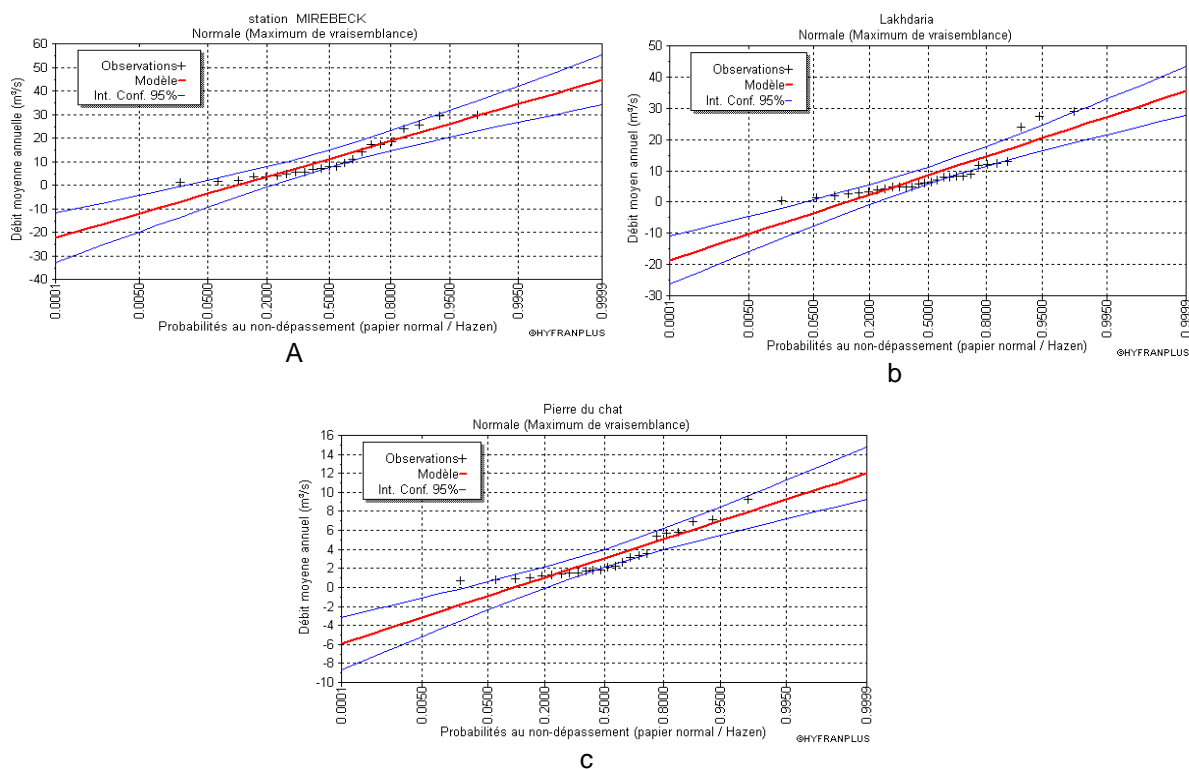 station MIREBECK
Normale (Maximum de vraisemblance)
60
50
40
30
20
10
0
-10
-20
-30
-40
Débit moyenne annuelle (m³/s)
Observations+
Modèle–
Int. Conf. 95%–
0.0001
0.0050
0.0500
0.2000
0.5000
0.8000
0.9500
0.9950
0.9999
Probabilités au non-dépassement (papier normal / Hazen)
©HYFRANPLUS
A
Lakhdaria
Normale (Maximum de vraisemblance)
50
40
30
20
10
0
-10
-20
-30
Débit moyen annuel (m³/s)
Observations+
Modèle–
Int. Conf. 95%–
0.0001
0.0050
0.0500
0.2000
0.5000
0.8000
0.9500
0.9950
0.9999
Probabilités au non-dépassement (papier normal / Hazen)
©HYFRANPLUS
b
Pierre du chat
Normale (Maximum de vraisemblance)
16
14
12
10
8
6
4
2
0
-2
-4
-6
-8
-10
Débit moyene annuel (m³/s)
Observations+
Modèle–
Int. Conf. 95%–
0.0001
0.0050
0.0500
0.2000
0.5000
0.8000
0.9500
0.9950
0.9999
Probabilités au non-dépassement (papier normal / Hazen)
©HYFRANPLUS
c